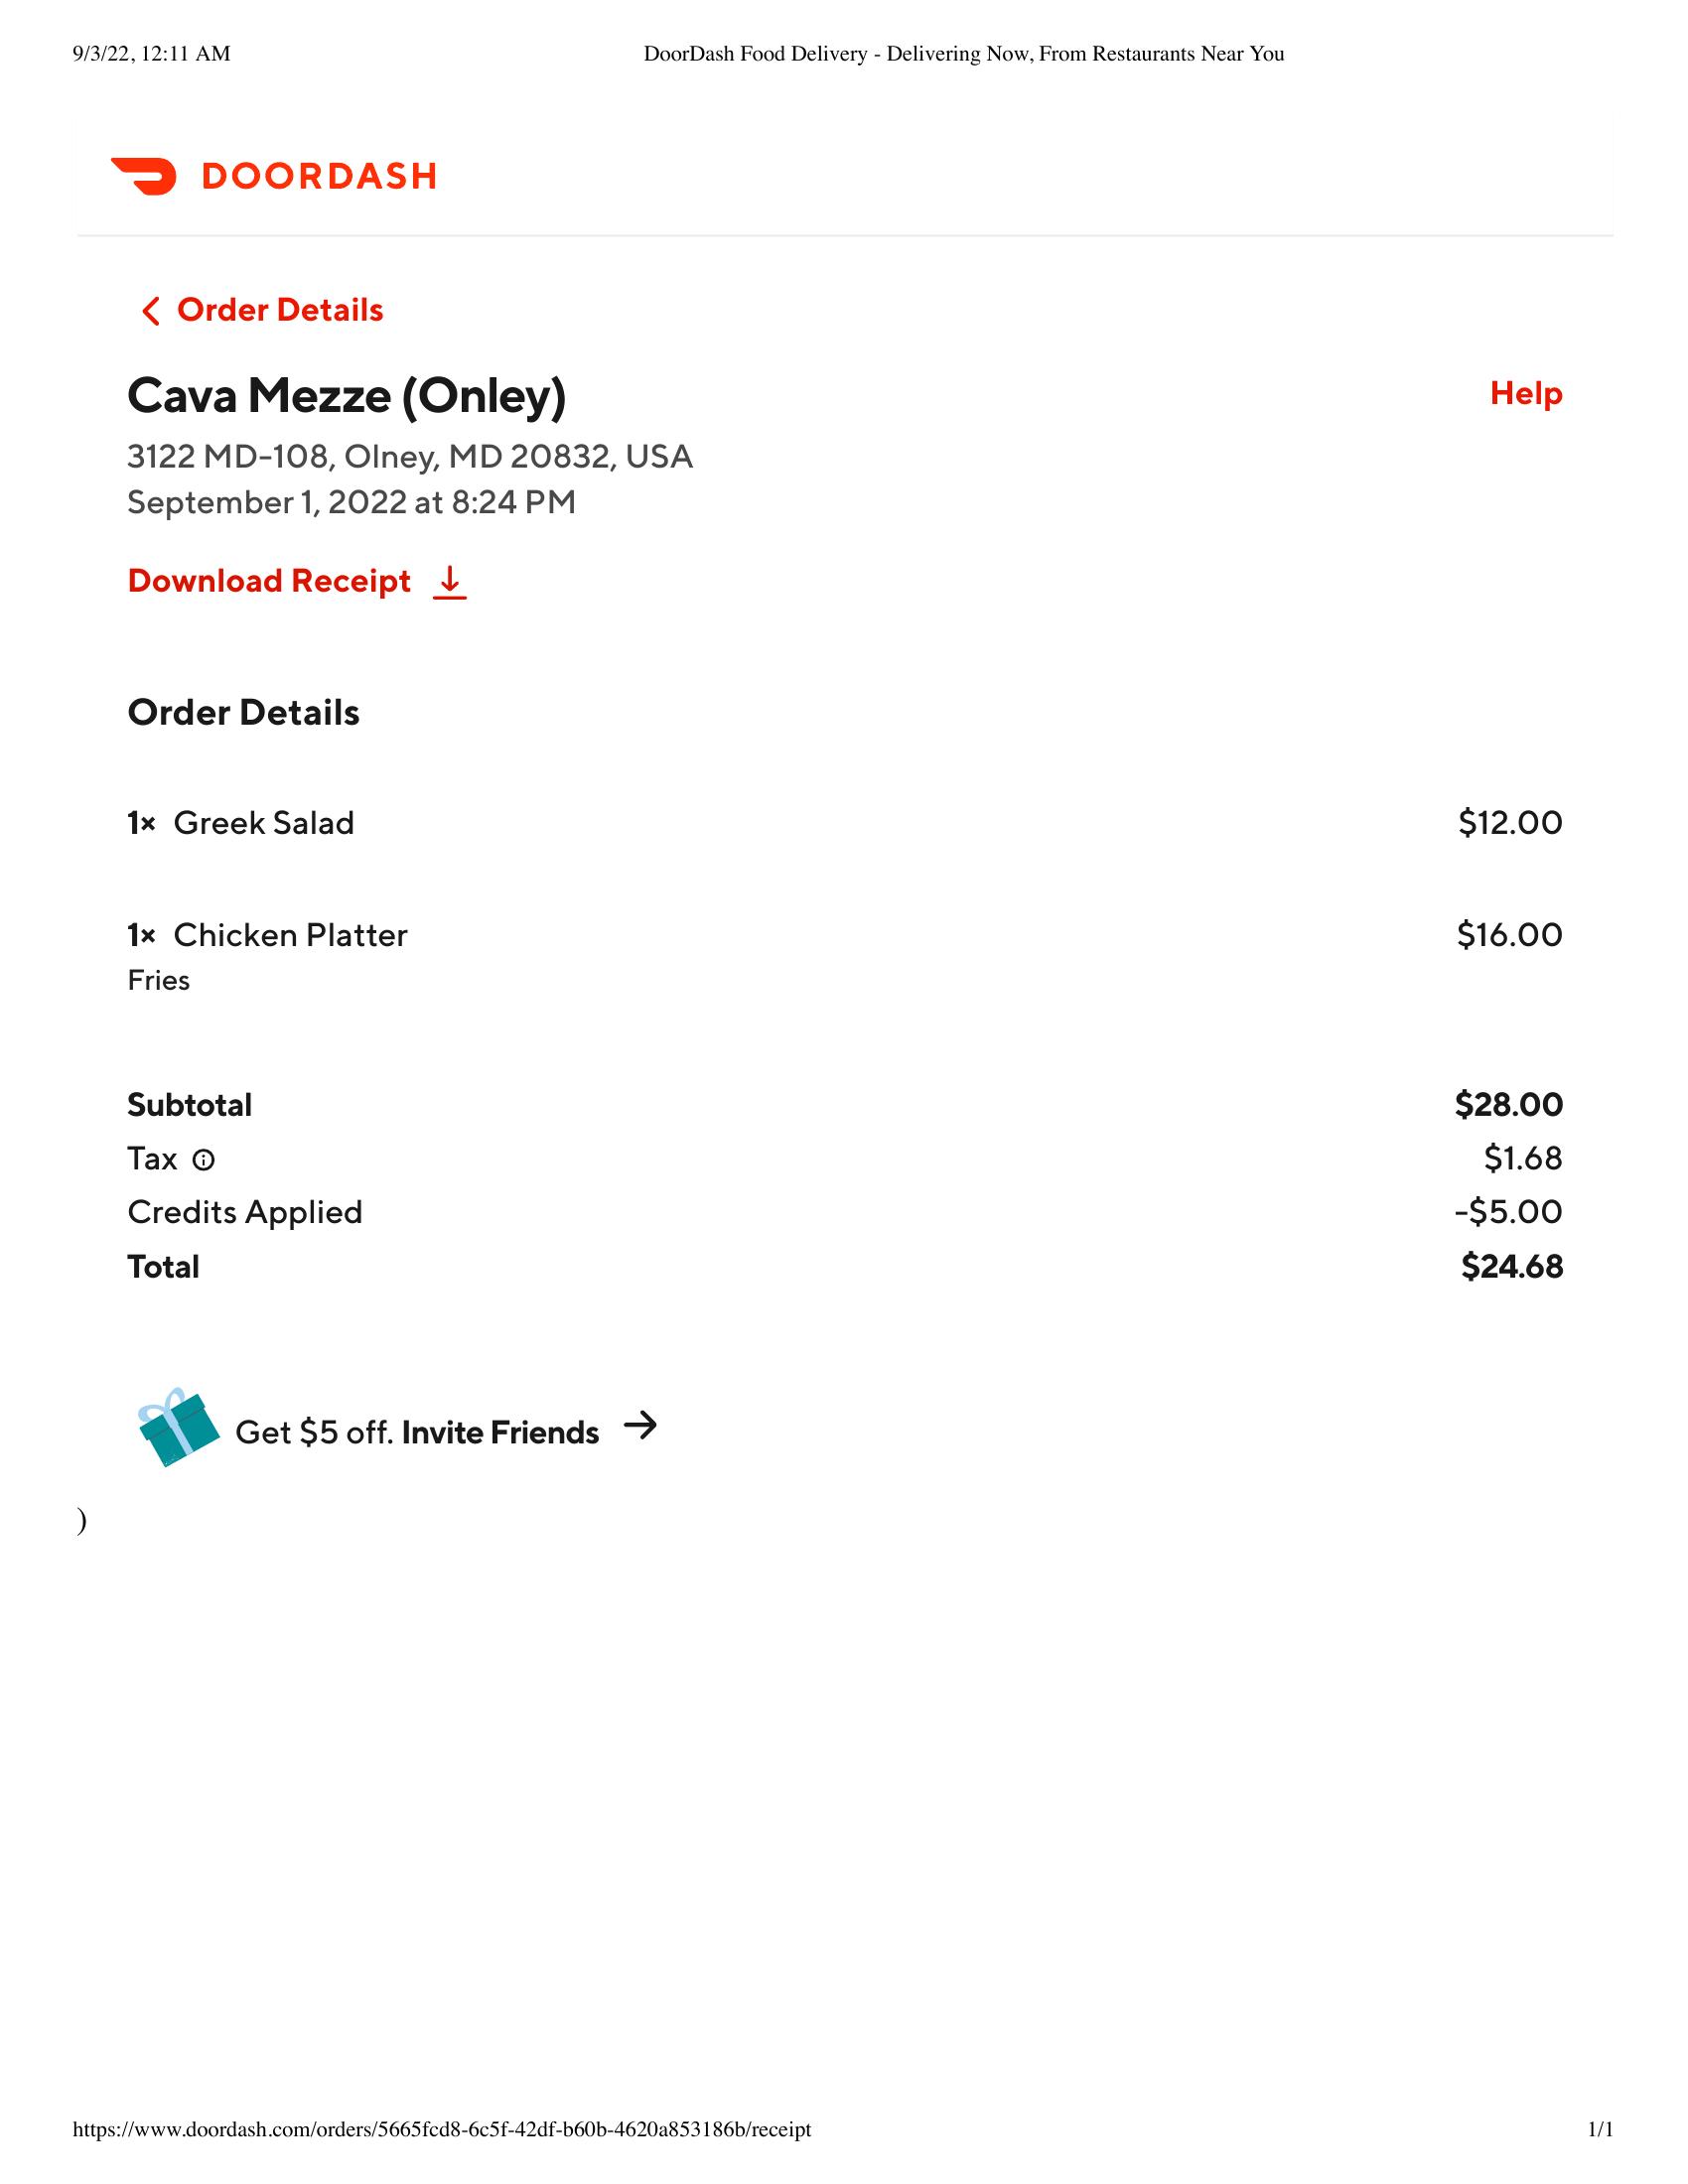 9/3/22, 12:11 AM DoorDash Food Delivery - Delivering Now, From Restaurants Near You
DOORDASH
Order Details
Cava Mezze (Onley) Help
3122 MD-108, Olney, MD 20832, USA
September 1, 2022 at 8:24 PM
Download Receipt
Order Details
1× Greek Salad $12.00
1× Chicken Platter $16.00
Fries
Subtotal $28.00
Tax $1.68
Credits Applied -$5.00
Total $24.68
Get $5 off. Invite Friends →
)
https://www.doordash.com/orders/5665fcd8-6c5f-42df-b60b-4620a853186b/receipt 1/1